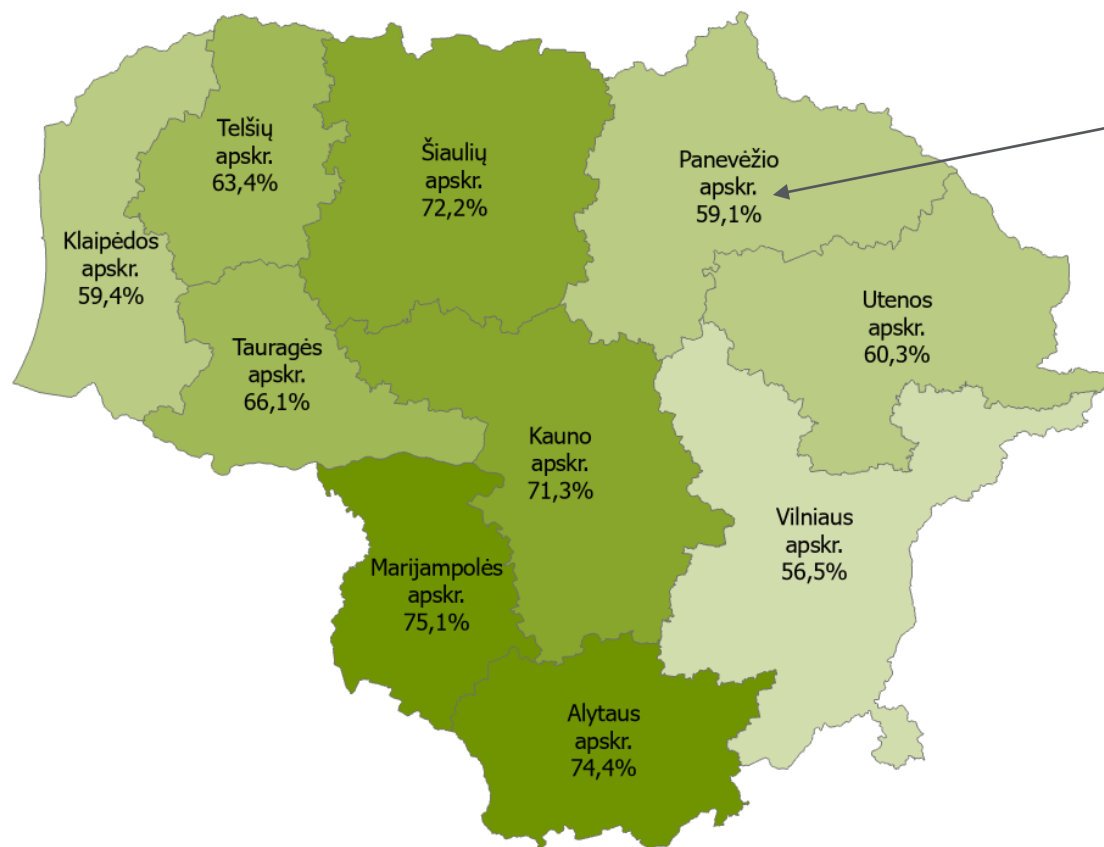 Telšių
apskr.
63,4%
Šiaulių
apskr.
72,2%
Panevėžio
apskr.
59,1%
Klaipėdos
apskr.
59,4%
Utenos
apskr.
60,3%
Tauragės
apskr.
66,1%
Kauno
apskr.
71,3%
Vilniaus
apskr.
56,5%
Marijampolės
apskr.
75,1%
Alytaus
apskr.
74,4%